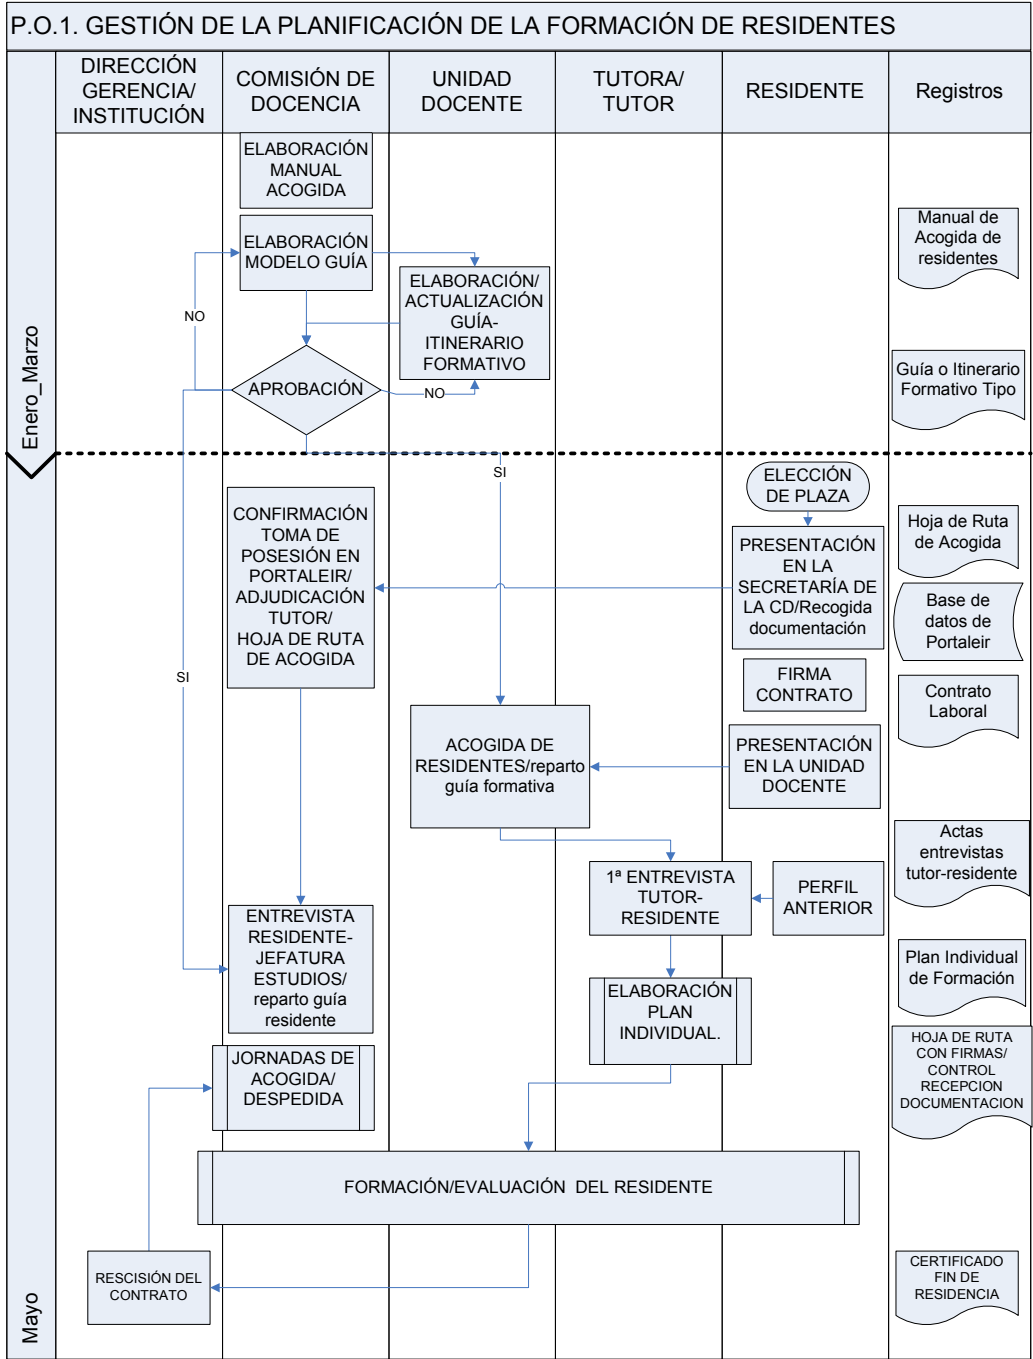 P.O.1. GESTIÓN DE LA PLANIFICACIÓN DE LA FORMACIÓN DE RESIDENTES
DIRECCIÓN
GERENCIA/
INSTITUCIÓN
COMISIÓN DE
DOCENCIA
UNIDAD
DOCENTE
TUTORA/
TUTOR
RESIDENTE
Registros
Enero_Marzo
ELABORACIÓN
MANUAL
ACOGIDA
Manual de
Acogida de
residentes
ELABORACIÓN
MODELO GUÍA
ELABORACIÓN/
ACTUALIZACIÓN
GUÍA-
ITINERARIO
FORMATIVO
NO
APROBACIÓN
NO
Guía o Itinerario
Formativo Tipo
SI
SI
ELECCIÓN
DE PLAZA
CONFIRMACIÓN
TOMA DE
POSESIÓN EN
PORTALEIR/
ADJUDICACIÓN
TUTOR/
HOJA DE RUTA
DE ACOGIDA
PRESENTACIÓN
EN LA
SECRETARÍA DE
LA CD/Recogida
documentación
Hoja de Ruta
de Acogida
Base de
datos de
Portaleir
FIRMA
CONTRATO
Contrato
Laboral
ACOGIDA DE
RESIDENTES/reparto
guía formativa
PRESENTACIÓN
EN LA UNIDAD
DOCENTE
Actas
entrevistas
tutor-residente
1ª ENTREVISTA
TUTOR-
RESIDENTE
PERFIL
ANTERIOR
ENTREVISTA
RESIDENTE-
JEFATURA
ESTUDIOS/
reparto guía
residente
Plan Individual
de Formación
ELABORACIÓN
PLAN
INDIVIDUAL.
JORNADAS DE
ACOGIDA/
DESPEDIDA
HOJA DE RUTA
CON FIRMAS/
CONTROL
RECEPCION
DOCUMENTACION
FORMACIÓN/EVALUACIÓN DEL RESIDENTE
RESCISIÓN DEL
CONTRATO
CERTIFICADO
FIN DE
RESIDENCIA
Mayo